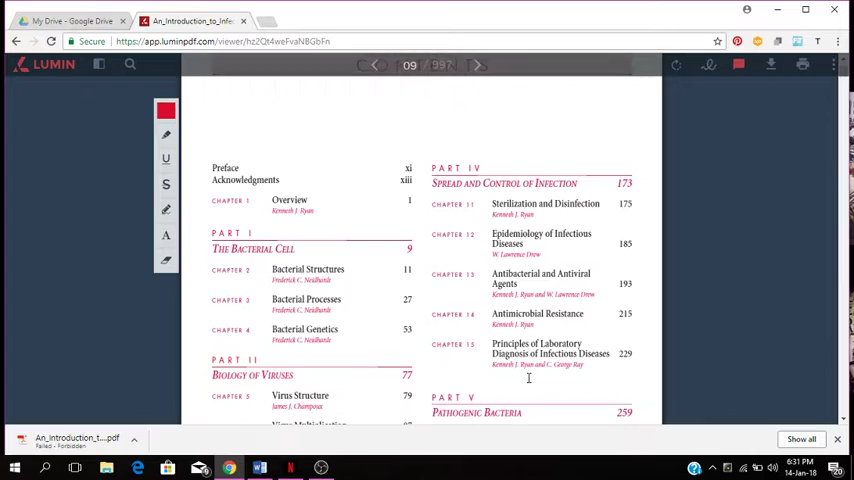 My Drive - Google Drive
An_Introduction_to_Infe
Secure
https://app.luminpdf.com/viewer/hz2Qt4weFvaNBGbFn
LUMIN
CONTENTS
09 / 997
Preface xi
Acknowledgments xiii
CHAPTER 1 Overview 1
Kenneth J. Ryan
PART I
THE BACTERIAL CELL 9
CHAPTER 2 Bacterial Structures 11
Frederick C. Neidhardt
CHAPTER 3 Bacterial Processes 27
Frederick C. Neidhardt
CHAPTER 4 Bacterial Genetics 53
Frederick C. Neidhardt
PART II
BIOLOGY OF VIRUSES 77
CHAPTER 5 Virus Structure 79
James J. Champoux
Virus Multiplication 87
PART IV
SPREAD AND CONTROL OF INFECTION 173
CHAPTER 11 Sterilization and Disinfection 175
Kenneth J. Ryan
CHAPTER 12 Epidemiology of Infectious
Diseases 185
W. Lawrence Drew
CHAPTER 13 Antibacterial and Antiviral
Agents 193
Kenneth J. Ryan and W. Lawrence Drew
CHAPTER 14 Antimicrobial Resistance 215
Kenneth J. Ryan
CHAPTER 15 Principles of Laboratory
Diagnosis of Infectious Diseases 229
Kenneth J. Ryan and C. George Ray
PART V
PATHOGENIC BACTERIA 259
U
S
A
An_Introduction_t....pdf
Failed - Forbidden
Show all
6:31 PM
14-Jan-18
20